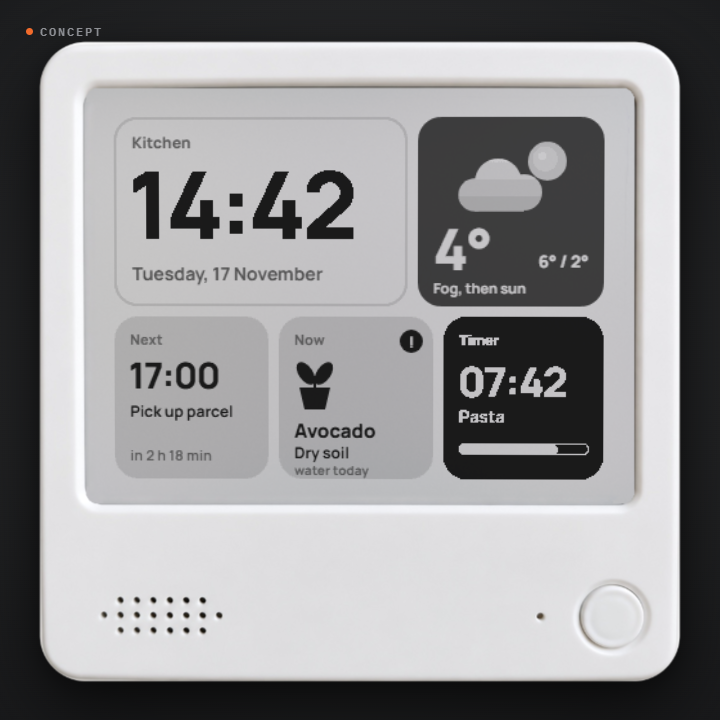 CONCEPT
Kitchen
14:42
Tuesday, 17 November
4°
6° / 2°
Fog, then sun
Next
17:00
Pick up parcel
in 2 h 18 min
Now
!
Avocado
Dry soil
water today
Timer
07:42
Pasta